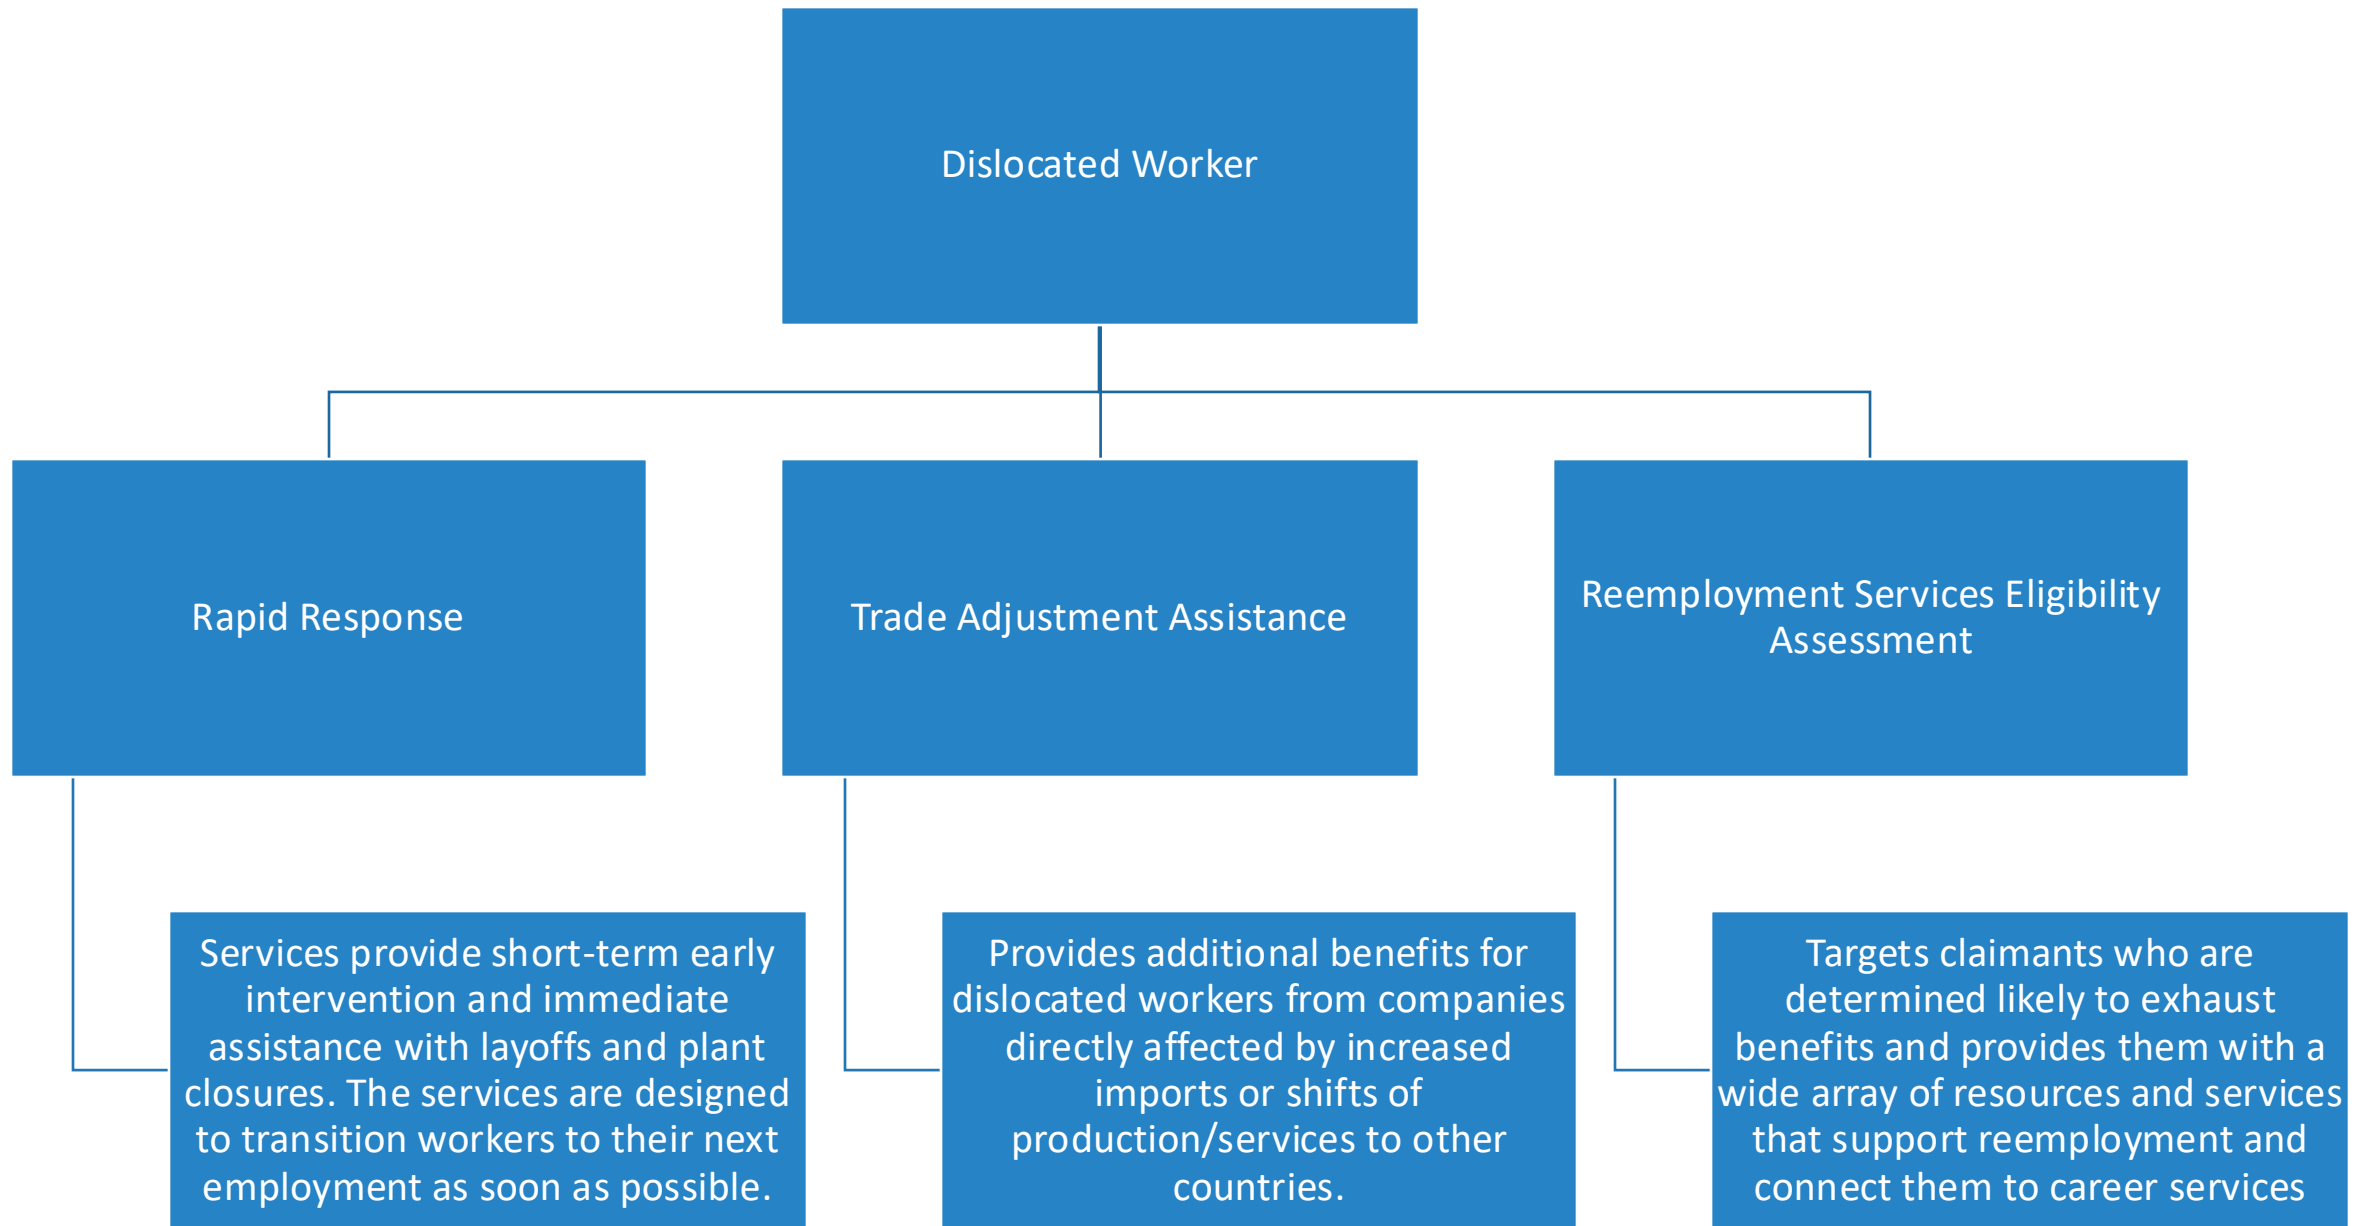 Dislocated Worker
Rapid Response
Trade Adjustment Assistance
Reemployment Services Eligibility
Assessment
Services provide short-term early
intervention and immediate
assistance with layoffs and plant
closures. The services are designed
to transition workers to their next
employment as soon as possible.
Provides additional benefits for
dislocated workers from companies
directly affected by increased
imports or shifts of
production/services to other
countries.
Targets claimants who are
determined likely to exhaust
benefits and provides them with a
wide array of resources and services
that support reemployment and
connect them to career services